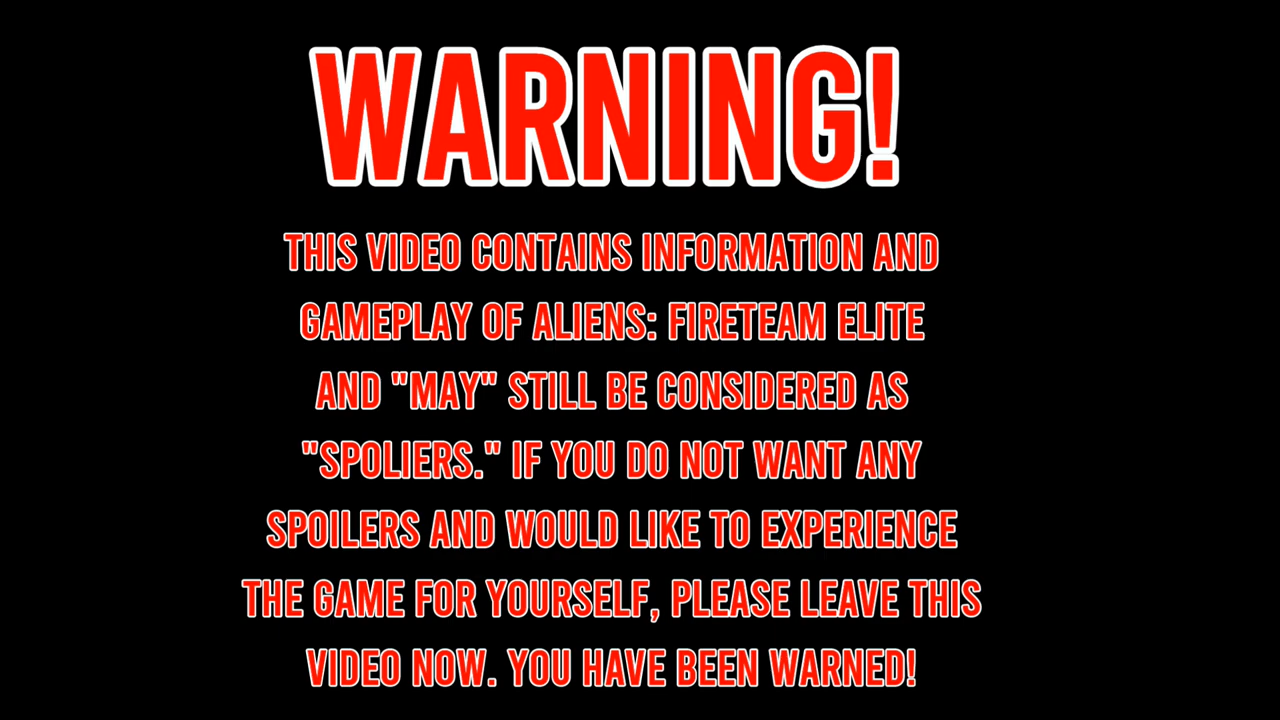 WARNING!
THIS VIDEO CONTAINS INFORMATION AND
GAMEPLAY OF ALIENS: FIRETEAM ELITE
AND "MAY" STILL BE CONSIDERED AS
"SPOLIERS." IF YOU DO NOT WANT ANY
SPOILERS AND WOULD LIKE TO EXPERIENCE
THE GAME FOR YOURSELF, PLEASE LEAVE THIS
VIDEO NOW. YOU HAVE BEEN WARNED!